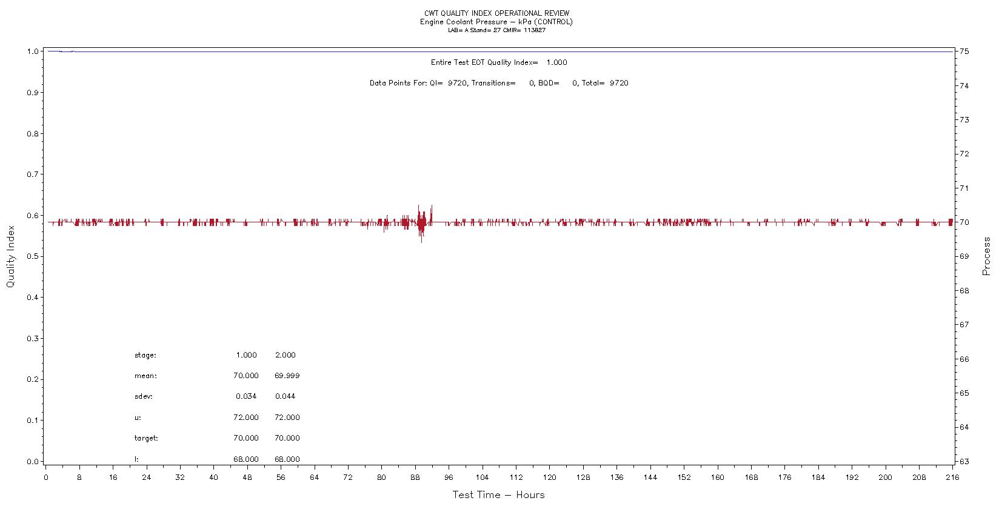 CWT QUALITY INDEX OPERATIONAL REVIEW
Engine Coolant Pressure – kPa (CONTROL)
LAB= A Stand= 27 CMIR= 113827
Entire Test EOT Quality Index= 1.000
Data Points For: QI= 9720, Transitions= 0, BQD= 0, Total= 9720
1.0
0.9
0.8
0.7
0.6
0.5
0.4
0.3
0.2
0.1
0.0
Quality Index
75
74
73
72
71
70
69
68
67
66
65
64
63
Process
stage: 1.000 2.000
mean: 70.000 69.999
sdev: 0.034 0.044
u: 72.000 72.000
target: 70.000 70.000
l: 68.000 68.000
0 8 16 24 32 40 48 56 64 72 80 88 96 104 112 120 128 136 144 152 160 168 176 184 192 200 208 216
Test Time – Hours